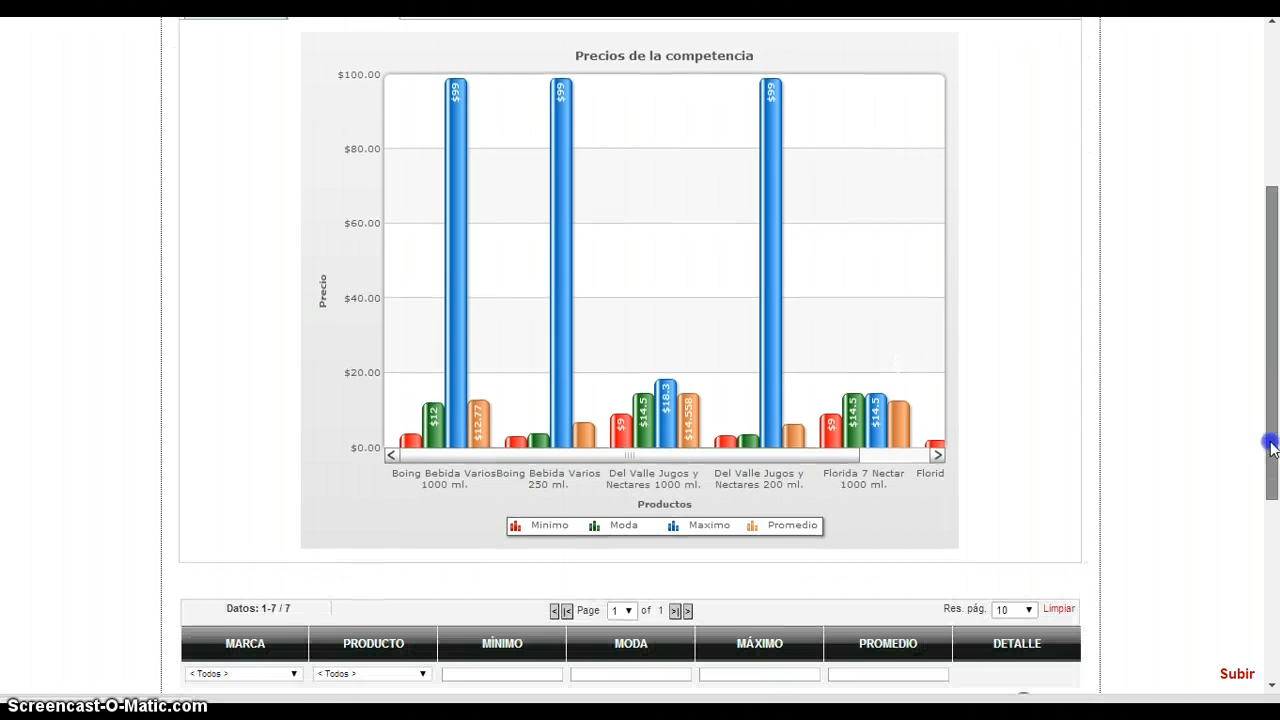 Precios de la competencia
$100.00
$80.00
$60.00
$40.00
$20.00
$0.00
Precio
$12
$99
$12.77
$99
$9
$14.5
$18.3
$14.558
$99
$9
$14.5
$14.5
Boing Bebida Varios 1000 ml.
Boing Bebida Varios 250 ml.
Del Valle Jugos y Nectares 1000 ml.
Del Valle Jugos y Nectares 200 ml.
Florida 7 Nectar 1000 ml.
Florid
Productos
Minimo Moda Maximo Promedio
Datos: 1-7 / 7 < |< Page 1 of 1 >| > Res. pág. 10 Limpiar
MARCA PRODUCTO MÍNIMO MODA MÁXIMO PROMEDIO DETALLE
< Todos > < Todos >
Subir
Screencast-O-Matic.com